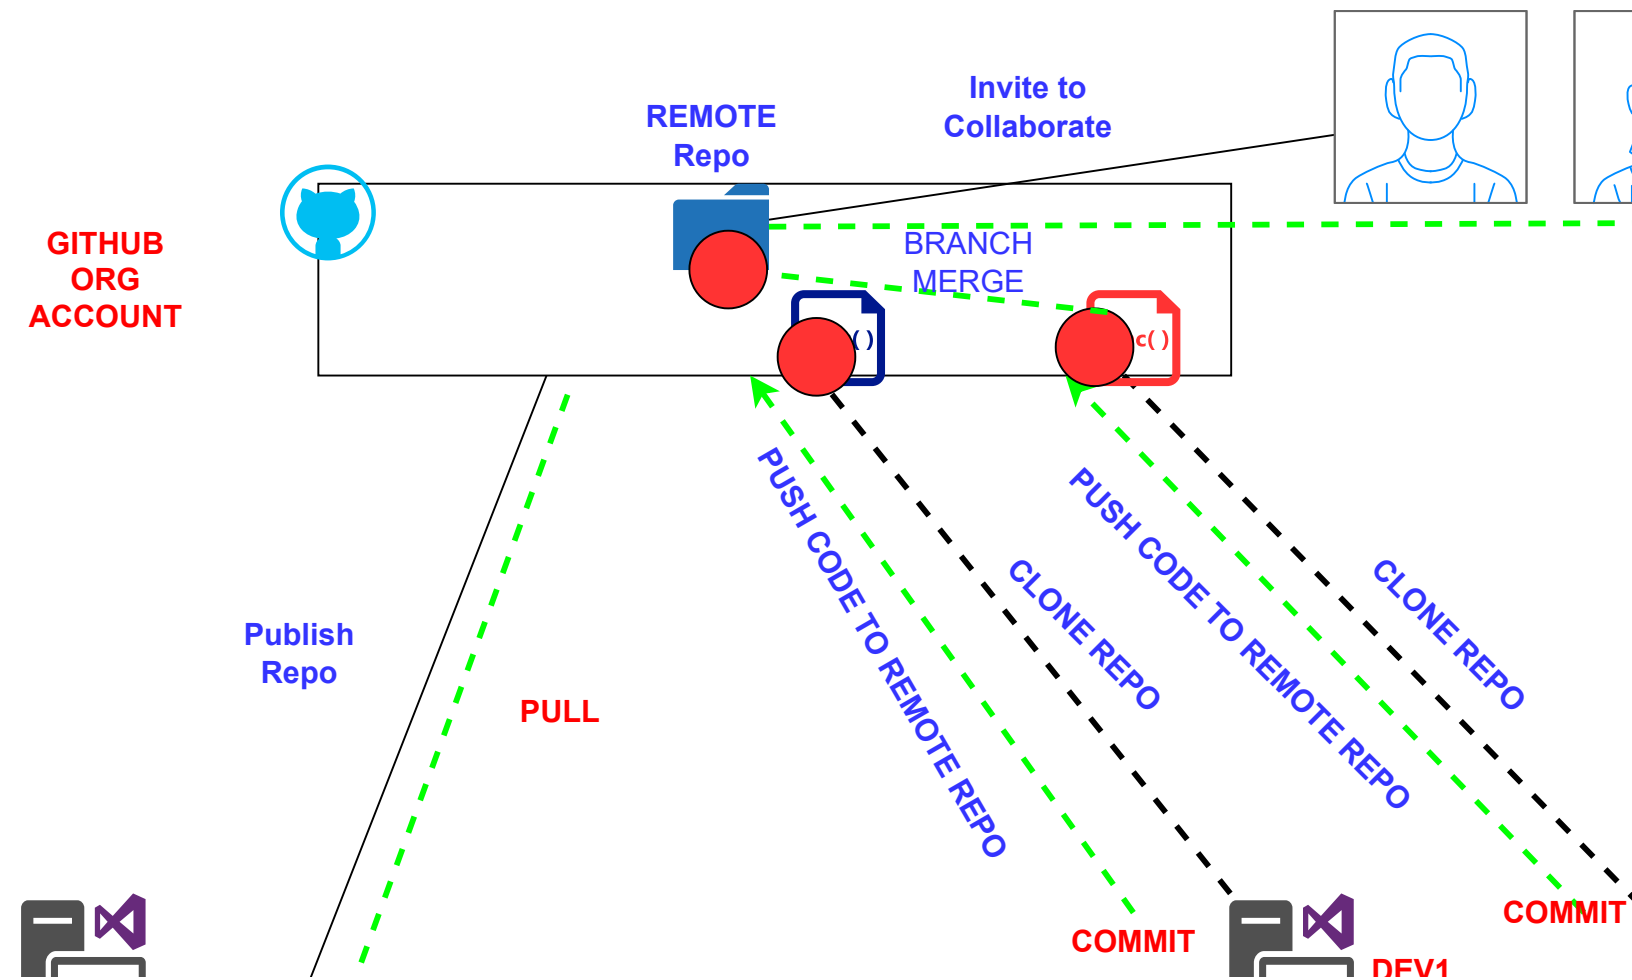 Invite to
Collaborate
REMOTE
Repo
GITHUB
ORG
ACCOUNT
BRANCH
MERGE
( )
c( )
PUSH CODE TO REMOTE REPO
CLONE REPO
PUSH CODE TO REMOTE REPO
CLONE REPO
Publish
Repo
PULL
COMMIT
COMMIT
DEV1